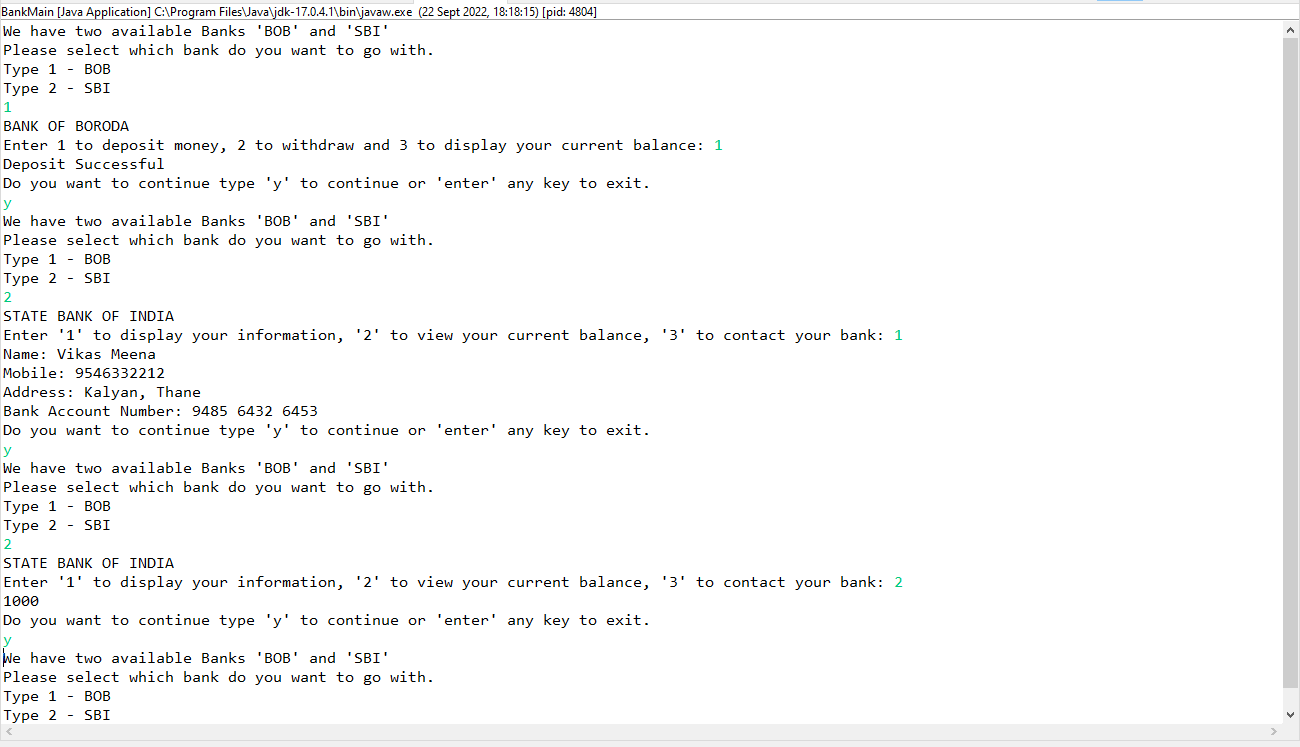 BankMain [Java Application] C:\Program Files\Java\jdk-17.0.4.1\bin\javaw.exe (22 Sept 2022, 18:18:15) [pid: 4804]
We have two available Banks 'BOB' and 'SBI'
Please select which bank do you want to go with.
Type 1 - BOB
Type 2 - SBI
1
BANK OF BORODA
Enter 1 to deposit money, 2 to withdraw and 3 to display your current balance: 1
Deposit Successful
Do you want to continue type 'y' to continue or 'enter' any key to exit.
y
We have two available Banks 'BOB' and 'SBI'
Please select which bank do you want to go with.
Type 1 - BOB
Type 2 - SBI
2
STATE BANK OF INDIA
Enter '1' to display your information, '2' to view your current balance, '3' to contact your bank: 1
Name: Vikas Meena
Mobile: 9546332212
Address: Kalyan, Thane
Bank Account Number: 9485 6432 6453
Do you want to continue type 'y' to continue or 'enter' any key to exit.
y
We have two available Banks 'BOB' and 'SBI'
Please select which bank do you want to go with.
Type 1 - BOB
Type 2 - SBI
2
STATE BANK OF INDIA
Enter '1' to display your information, '2' to view your current balance, '3' to contact your bank: 2
1000
Do you want to continue type 'y' to continue or 'enter' any key to exit.
y
We have two available Banks 'BOB' and 'SBI'
Please select which bank do you want to go with.
Type 1 - BOB
Type 2 - SBI